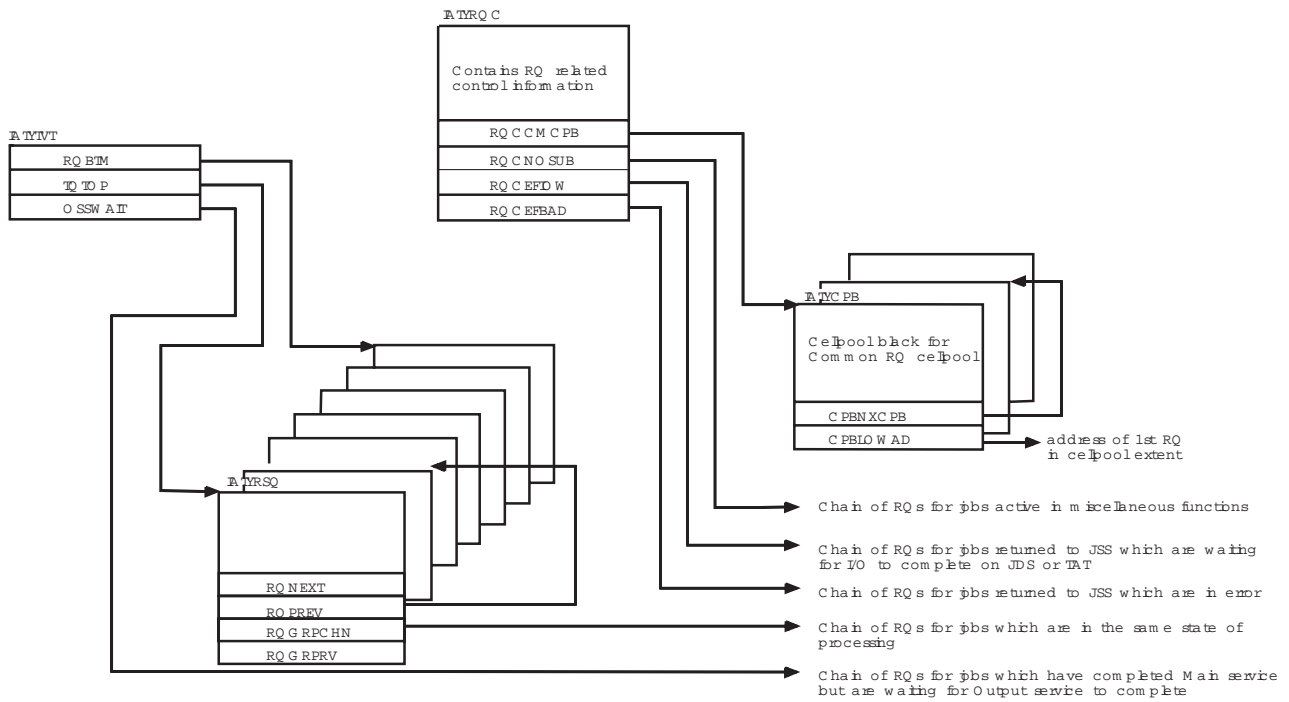 IATYRQC
Contains RQ related
control information
RQCCMCPB
RQCNOSUB
RQCEFIOW
RQCEFBAD
IATYTVT
RQBTM
TQTOP
OSSWAIT
IATYCPB
Cellpool black for
Common RQ cellpool
CPBNXCPB
CPBLOWAD
address of 1st RQ
in cellpool extent
IATYRSQ
RQNEXT
ROPREV
RQGRPCHN
RQGRPRV
Chain of RQs for jobs active in miscellaneous functions
Chain of RQs for jobs returned to JSS which are waiting
for I/O to complete on JDS or TAT
Chain of RQs for jobs returned to JSS which are in error
Chain of RQs for jobs which are in the same state of
processing
Chain of RQs for jobs which have completed Main service
but are waiting for Output service to complete